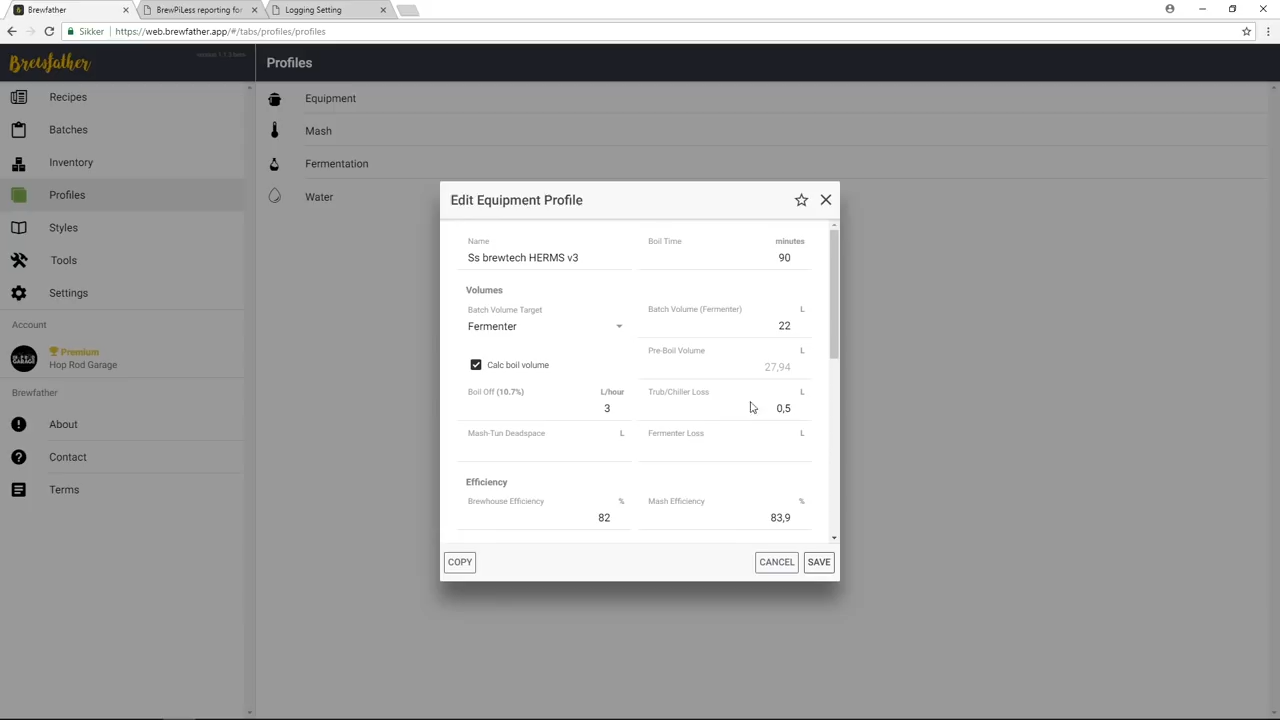 Brewfather
BrewPiLess reporting for
Logging Setting
Sikker
https://web.brewfather.app/#/tabs/profiles/profiles
Brewfather
Profiles
Recipes
Batches
Inventory
Profiles
Styles
Tools
Settings
Account
Premium
Hop Rod Garage
Brewfather
About
Contact
Terms
Equipment
Mash
Fermentation
Water
Edit Equipment Profile
Name
Ss brewtech HERMS v3
Boil Time minutes
90
Volumes
Batch Volume Target
Fermenter
Batch Volume (Fermenter) L
22
Calc boil volume
Pre-Boil Volume L
27,94
Boil Off (10.7%) L/hour
3
Trub/Chiller Loss L
0,5
Mash-Tun Deadspace L
Fermenter Loss L
Efficiency
Brewhouse Efficiency %
82
Mash Efficiency %
83,9
COPY
CANCEL
SAVE